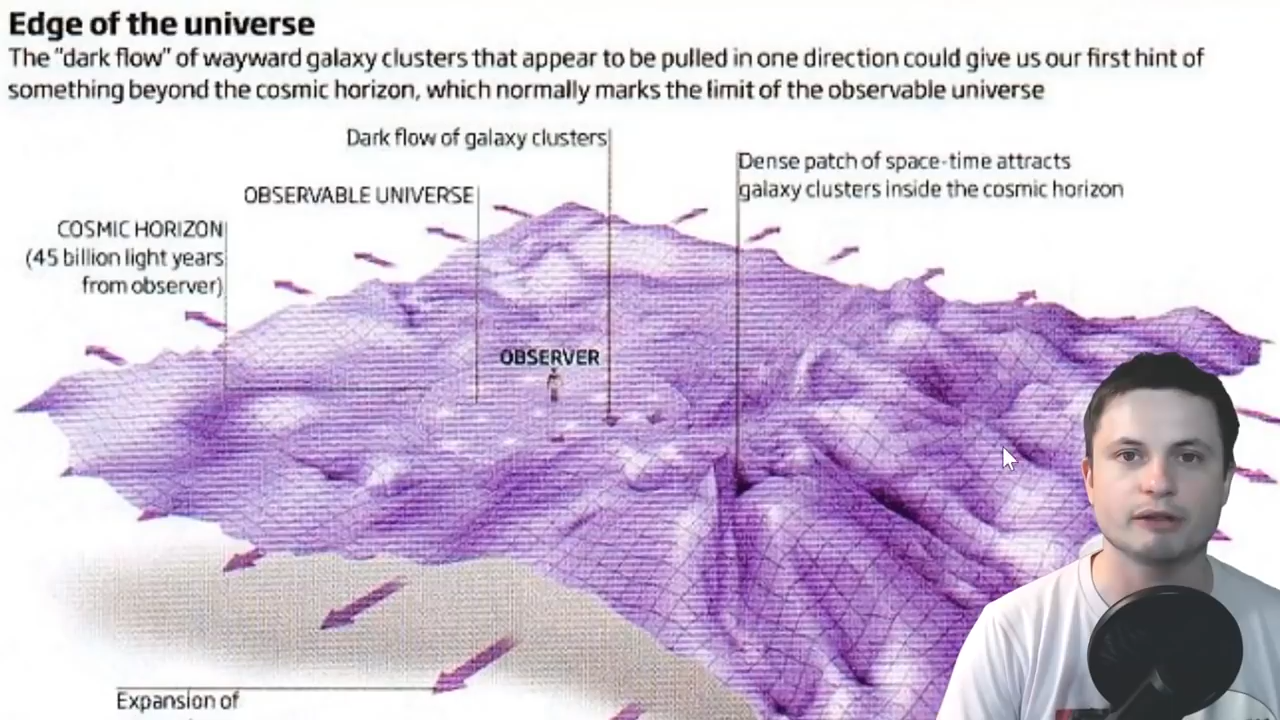 Edge of the universe
The "dark flow" of wayward galaxy clusters that appear to be pulled in one direction could give us our first hint of
something beyond the cosmic horizon, which normally marks the limit of the observable universe
Dark flow of galaxy clusters
Dense patch of space-time attracts
galaxy clusters inside the cosmic horizon
OBSERVABLE UNIVERSE
COSMIC HORIZON
(45 billion light years
from observer)
OBSERVER
Expansion of